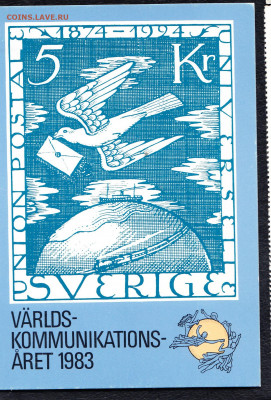 COINS.LAVE.RU
1874-1924
UNION POSTALE
UNIVERSELLE
5 Kr
SVERIGE
VÄRLDS-
KOMMUNIKATIONS-
ÅRET 1983